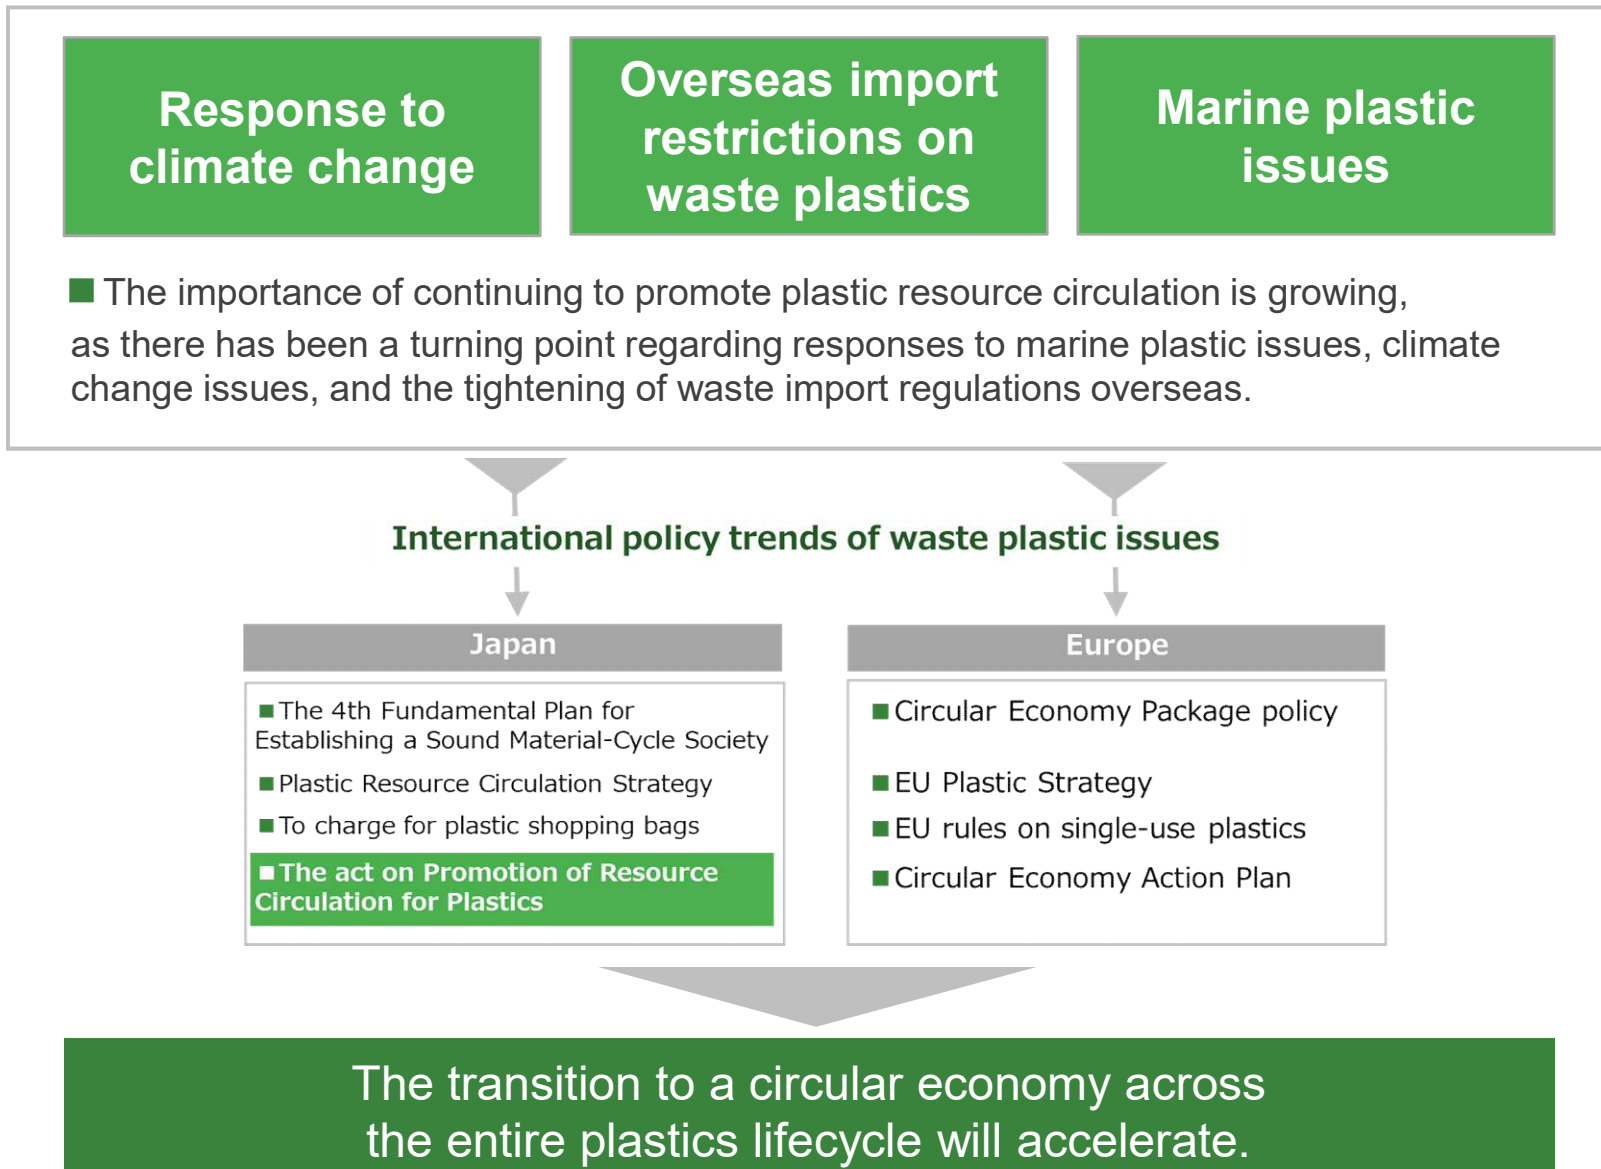 Response to
climate change
Overseas import
restrictions on
waste plastics
Marine plastic
issues
■ The importance of continuing to promote plastic resource circulation is growing,
as there has been a turning point regarding responses to marine plastic issues, climate
change issues, and the tightening of waste import regulations overseas.
International policy trends of waste plastic issues
Japan
■ The 4th Fundamental Plan for
Establishing a Sound Material-Cycle Society
■ Plastic Resource Circulation Strategy
■ To charge for plastic shopping bags
■ The act on Promotion of Resource
Circulation for Plastics
Europe
■ Circular Economy Package policy
■ EU Plastic Strategy
■ EU rules on single-use plastics
■ Circular Economy Action Plan
The transition to a circular economy across
the entire plastics lifecycle will accelerate.